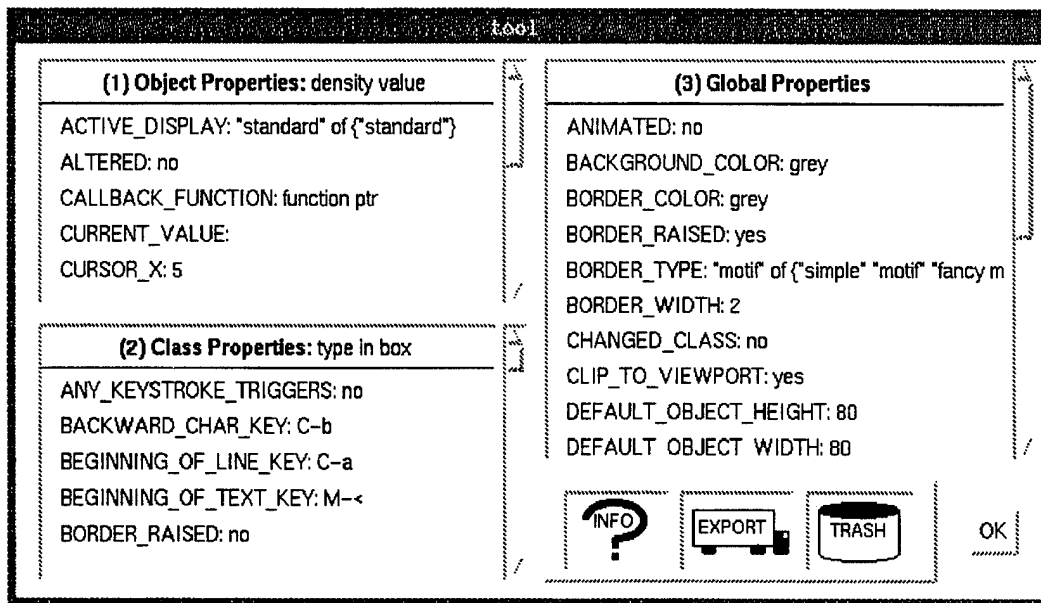 tool
(1) Object Properties: density value
ACTIVE_DISPLAY: "standard" of {"standard"}
ALTERED: no
CALLBACK_FUNCTION: function ptr
CURRENT_VALUE:
CURSOR_X: 5
(2) Class Properties: type in box
ANY_KEYSTROKE_TRIGGERS: no
BACKWARD_CHAR_KEY: C-b
BEGINNING_OF_LINE_KEY: C-a
BEGINNING_OF_TEXT_KEY: M-<
BORDER_RAISED: no
(3) Global Properties
ANIMATED: no
BACKGROUND_COLOR: grey
BORDER_COLOR: grey
BORDER_RAISED: yes
BORDER_TYPE: "motif" of {"simple" "motif" "fancy m
BORDER_WIDTH: 2
CHANGED_CLASS: no
CLIP_TO_VIEWPORT: yes
DEFAULT_OBJECT_HEIGHT: 80
DEFAULT_OBJECT_WIDTH: 80
INFO
EXPORT
TRASH
OK